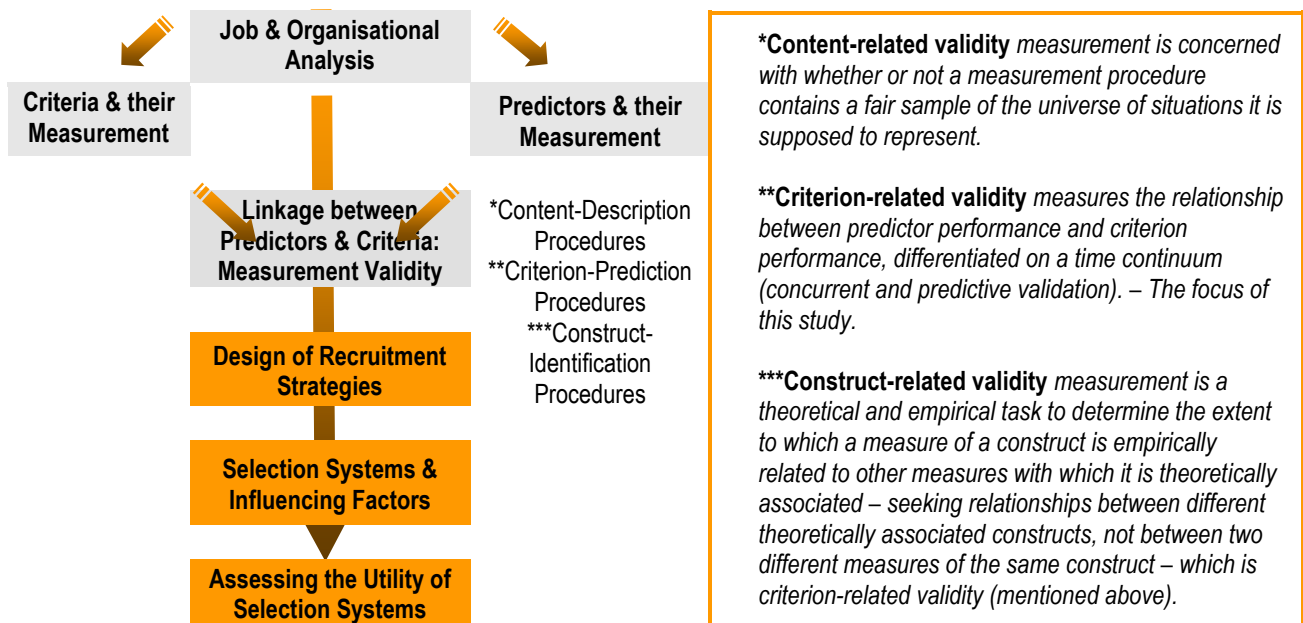 Job & Organisational
Analysis
Criteria & their
Measurement
Predictors & their
Measurement
Linkage between
Predictors & Criteria:
Measurement Validity
*Content-Description
Procedures
**Criterion-Prediction
Procedures
***Construct-
Identification
Procedures
Design of Recruitment
Strategies
Selection Systems &
Influencing Factors
Assessing the Utility of
Selection Systems
*Content-related validity measurement is concerned
with whether or not a measurement procedure
contains a fair sample of the universe of situations it is
supposed to represent.
**Criterion-related validity measures the relationship
between predictor performance and criterion
performance, differentiated on a time continuum
(concurrent and predictive validation). – The focus of
this study.
***Construct-related validity measurement is a
theoretical and empirical task to determine the extent
to which a measure of a construct is empirically
related to other measures with which it is theoretically
associated – seeking relationships between different
theoretically associated constructs, not between two
different measures of the same construct – which is
criterion-related validity (mentioned above).